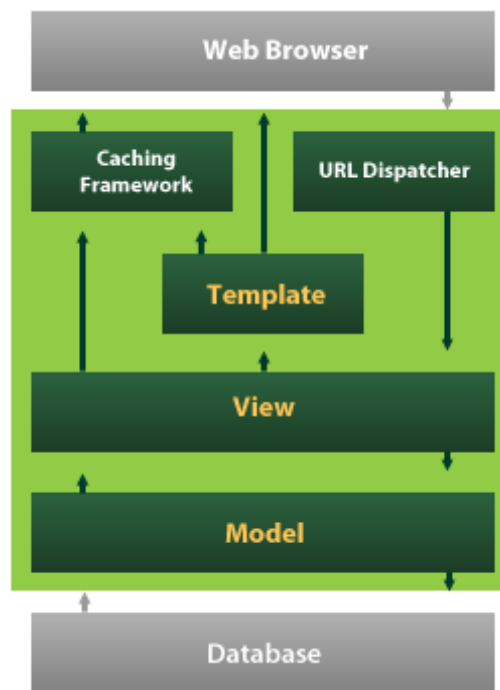 Web Browser
Caching
Framework
URL Dispatcher
Template
View
Model
Database